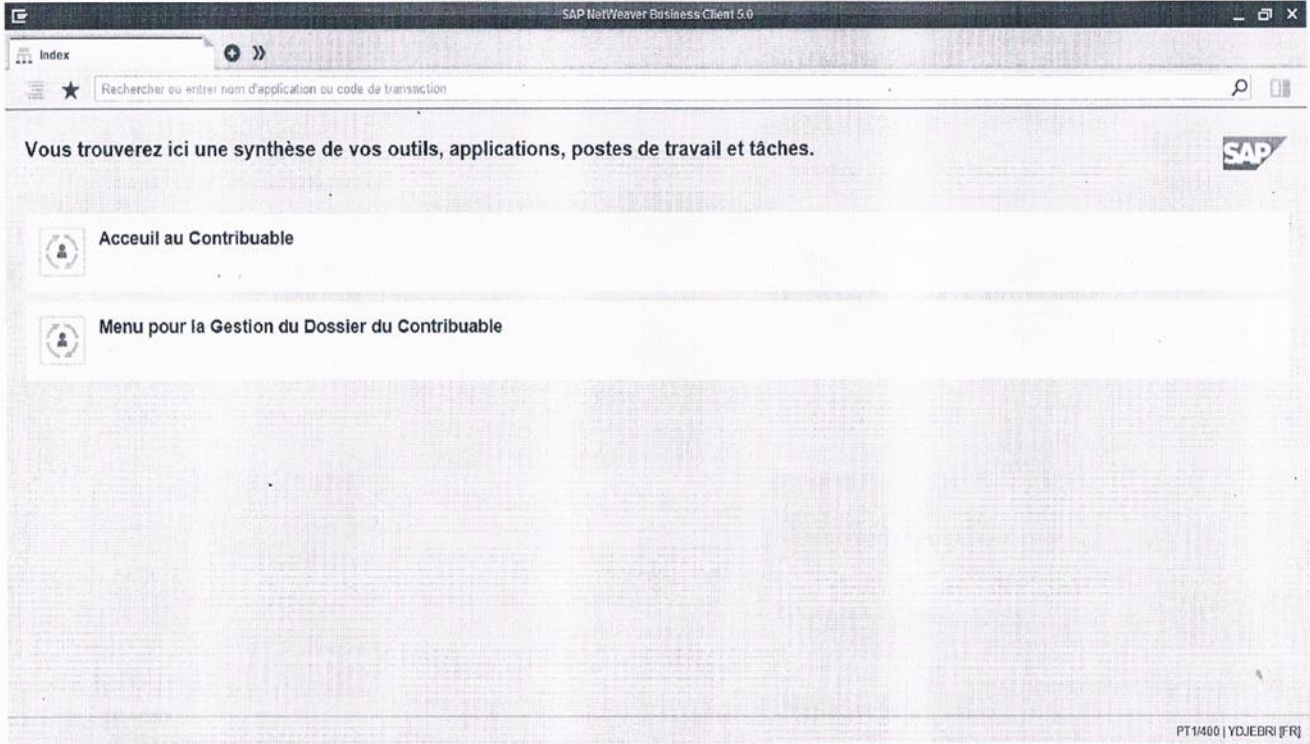 SAP NetWeaver Business Client 5.0
Index
Rechercher ou entrer nom d'application ou code de transaction
Vous trouverez ici une synthèse de vos outils, applications, postes de travail et tâches.
SAP
Acceuil au Contribuable
Menu pour la Gestion du Dossier du Contribuable
PT1/400 | YDJEBRI [FR]